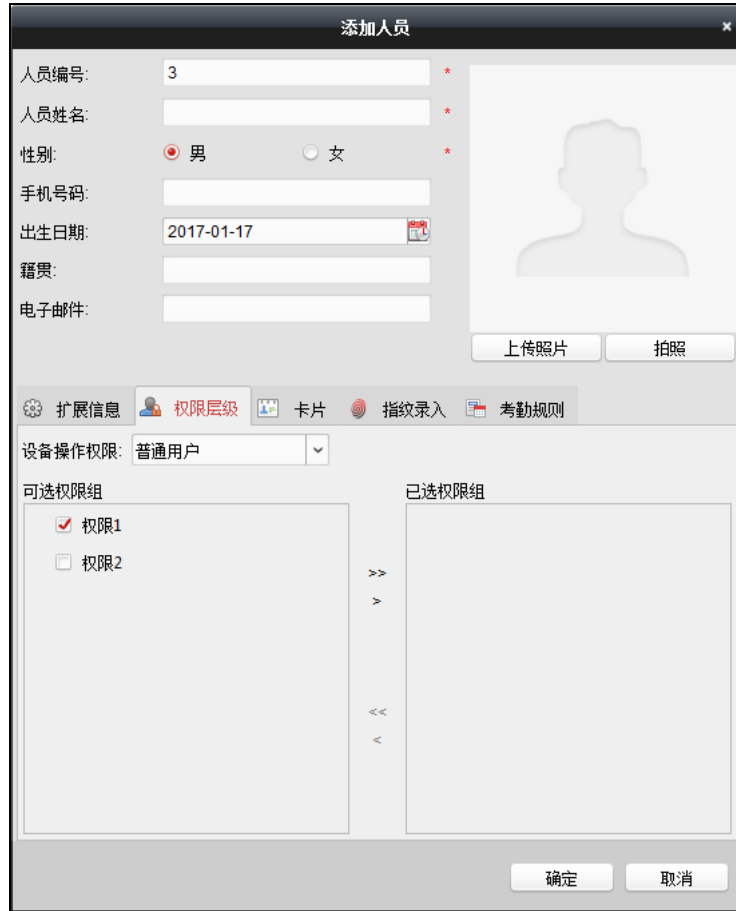 添加人员 ×
人员编号: 3 *
人员姓名: *
性别: 男 女 *
手机号码:
出生日期: 2017-01-17
籍贯:
电子邮件:
上传照片 拍照
扩展信息 权限层级 卡片 指纹录入 考勤规则
设备操作权限: 普通用户
可选权限组 已选权限组
权限1
权限2
>>
>
<<
<
确定 取消